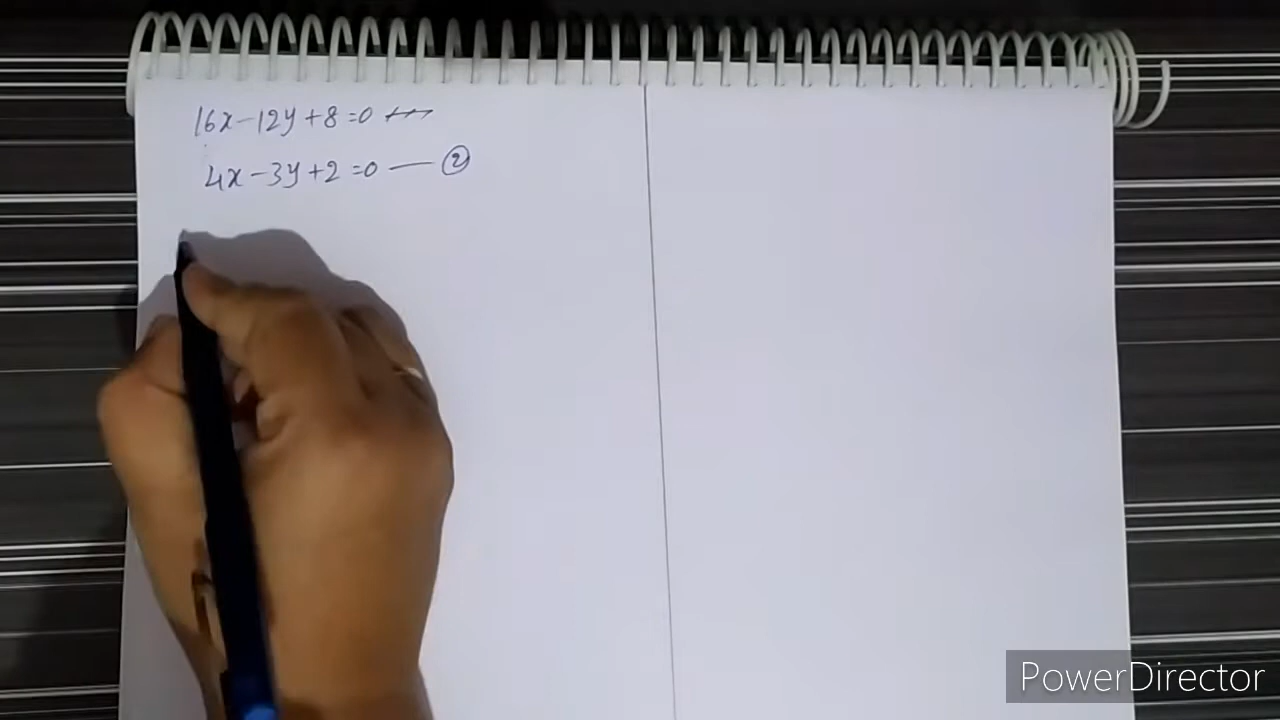 16x-12y+8=0
4x-3y+2=0 — ②
PowerDirector